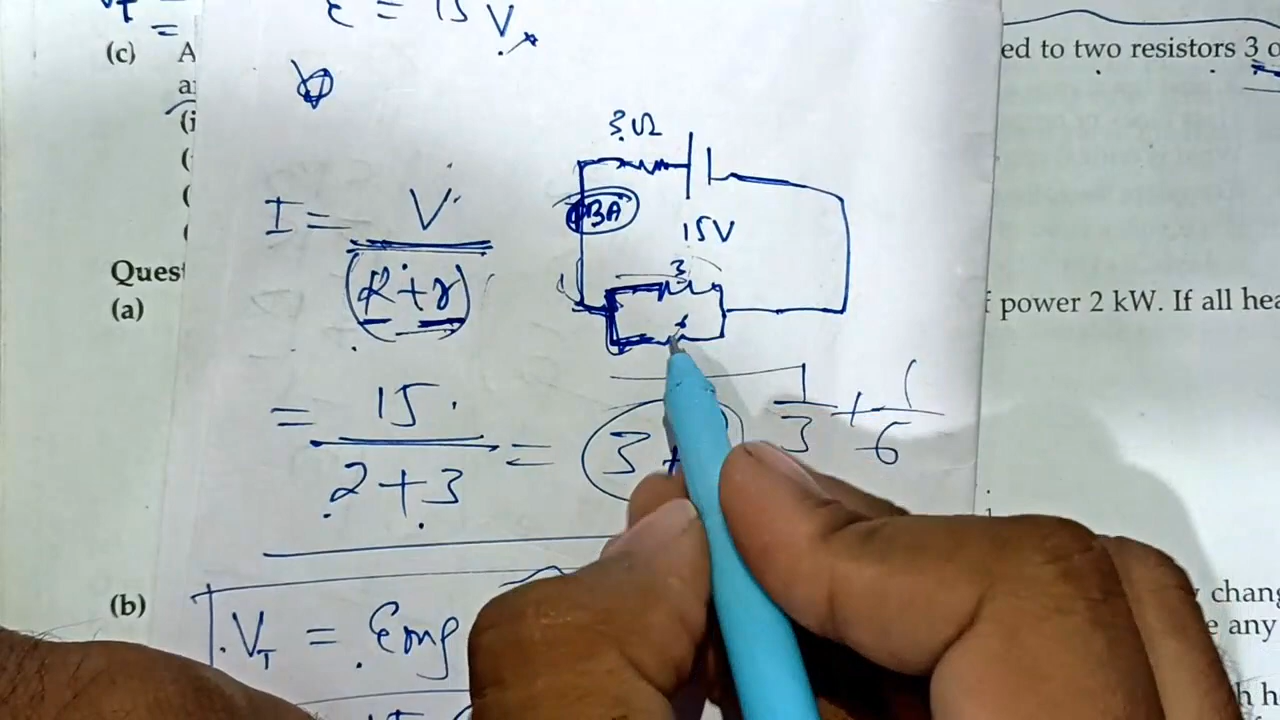 ε = 15 V
(c) A
ed to two resistors 3 o
a
(i
(
(
3Ω
I = V / (R + r)
3A
15V
3
6
Quest
(a)
f power 2 kW. If all hea
= 15 / 2+3 = 3
1/3 + 1/6
(b)
chang
e any
V_T = Emf
h h